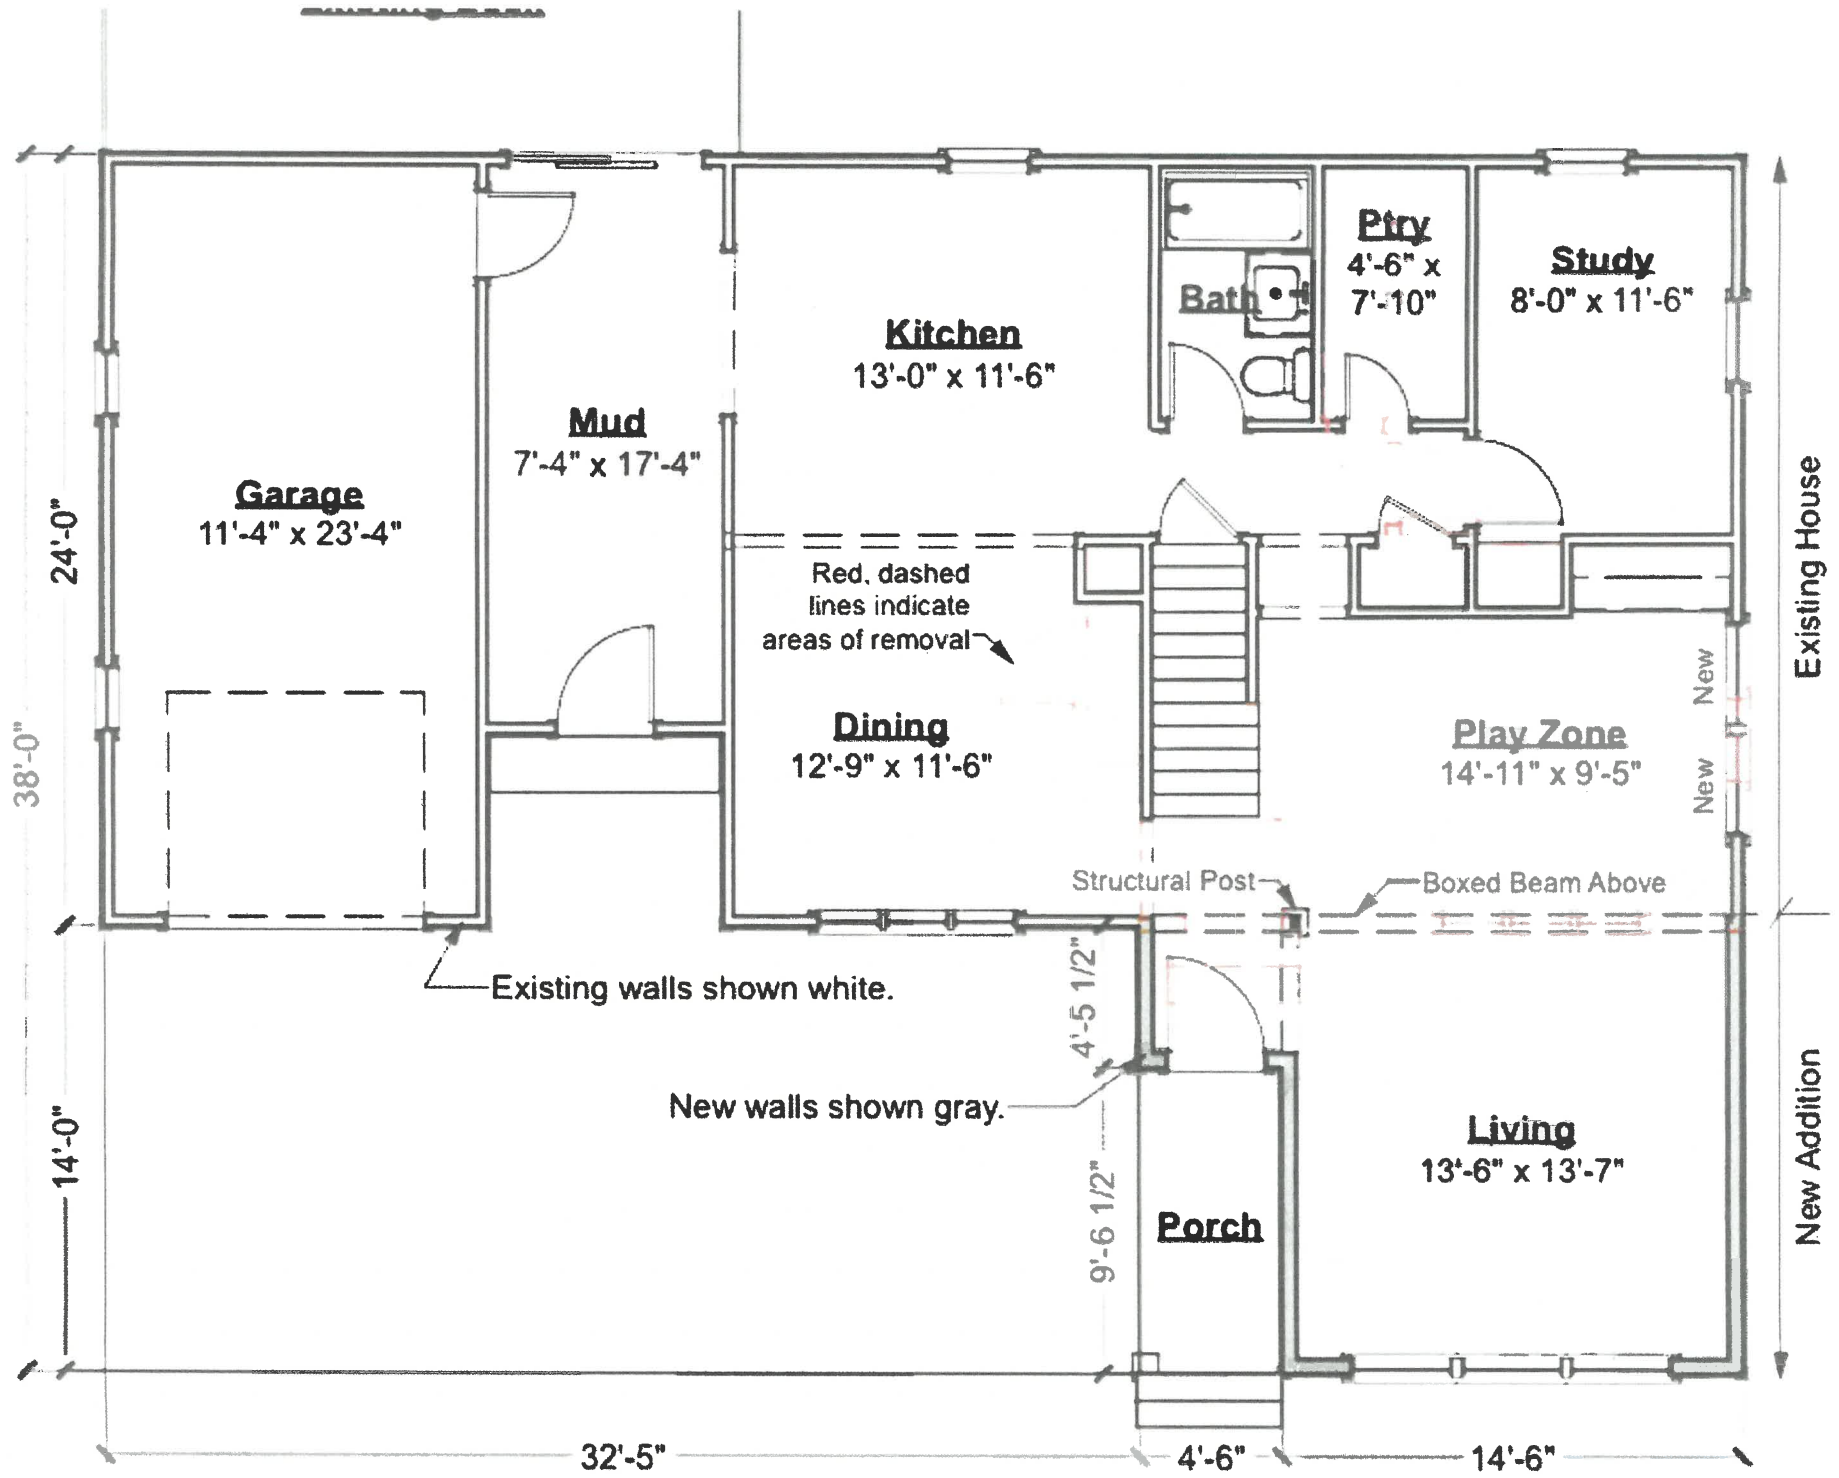 Ptry
4'-6" x
7'-10"
Study
8'-0" x 11'-6"
Bath
Kitchen
13'-0" x 11'-6"
Mud
7'-4" x 17'-4"
Garage
11'-4" x 23'-4"
24'-0"
38'-0"
Existing House
Red, dashed
lines indicate
areas of removal
Dining
12'-9" x 11'-6"
Play Zone
14'-11" x 9'-5"
New
New
Structural Post
Boxed Beam Above
Existing walls shown white.
4'-5 1/2"
New walls shown gray.
14'-0"
9'-6 1/2"
Living
13'-6" x 13'-7"
Porch
New Addition
32'-5"
4'-6"
14'-6"